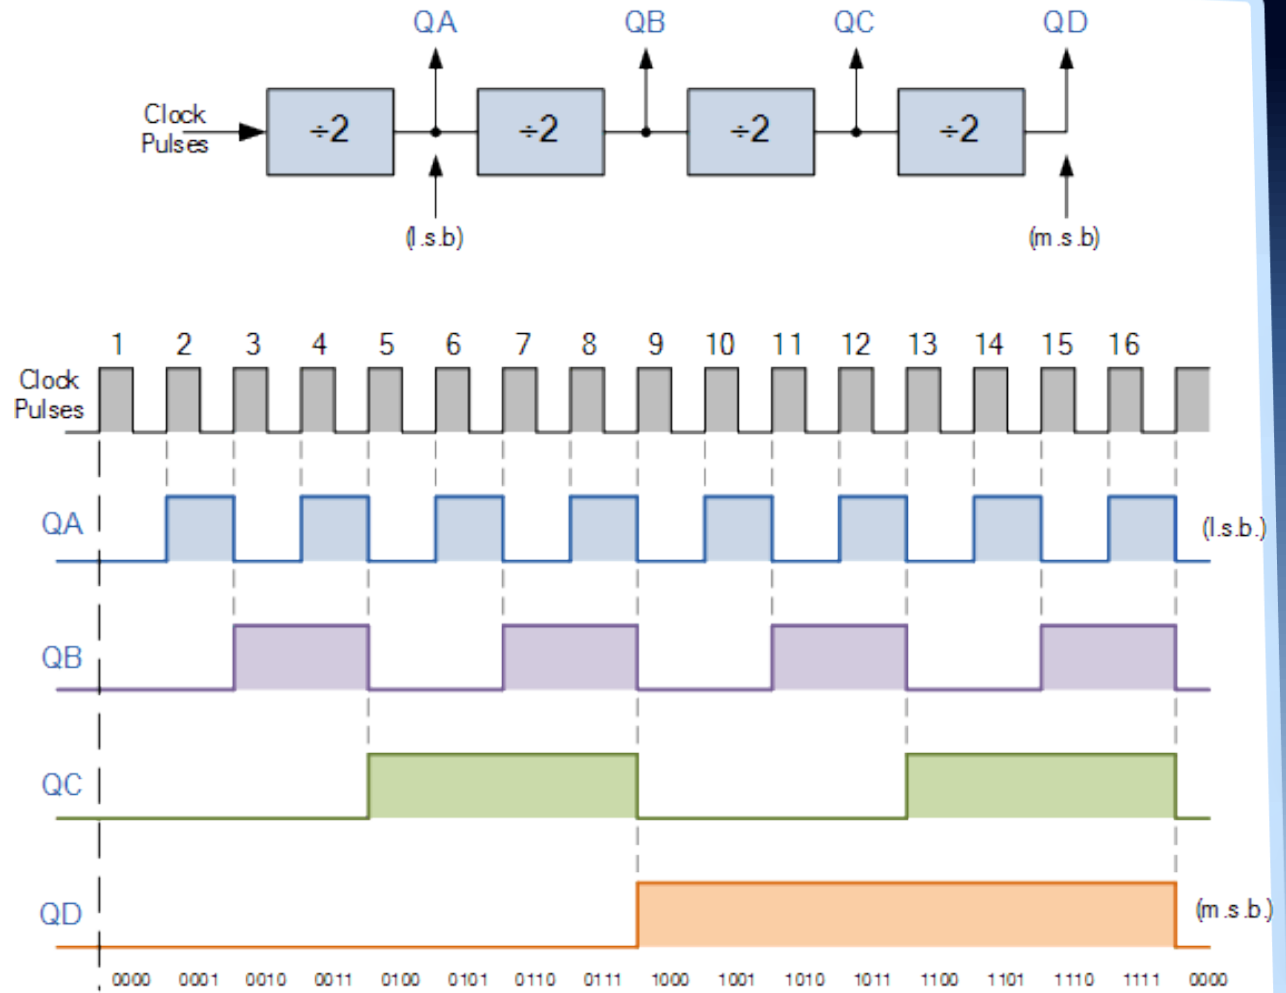 QA QB QC QD
Clock
Pulses
÷2 ÷2 ÷2 ÷2
(l.s.b) (m.s.b)
1 2 3 4 5 6 7 8 9 10 11 12 13 14 15 16
Clock
Pulses
QA (l.s.b.)
QB
QC
QD (m.s.b.)
0000 0001 0010 0011 0100 0101 0110 0111 1000 1001 1010 1011 1100 1101 1110 1111 0000